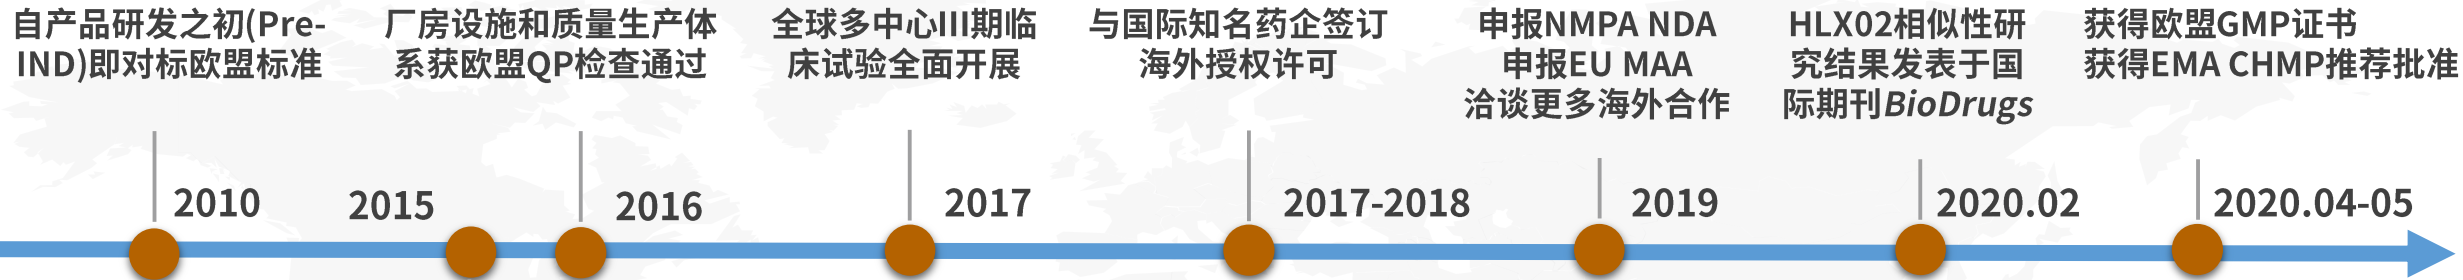 自产品研发之初(Pre-
IND)即对标欧盟标准
厂房设施和质量生产体
系获欧盟QP检查通过
全球多中心III期临
床试验全面开展
与国际知名药企签订
海外授权许可
申报NMPA NDA
申报EU MAA
洽谈更多海外合作
HLX02相似性研
究结果发表于国
际期刊BioDrugs
获得欧盟GMP证书
获得EMA CHMP推荐批准
2010
2015
2016
2017
2017-2018
2019
2020.02
2020.04-05